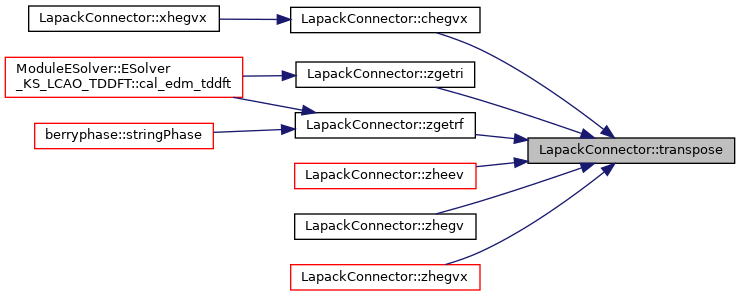 LapackConnector::xhegvx
LapackConnector::chegvx
ModuleESolver::ESolver
_KS_LCAO_TDDFT::cal_edm_tddft
LapackConnector::zgetri
berryphase::stringPhase
LapackConnector::zgetrf
LapackConnector::transpose
LapackConnector::zheev
LapackConnector::zhegv
LapackConnector::zhegvx